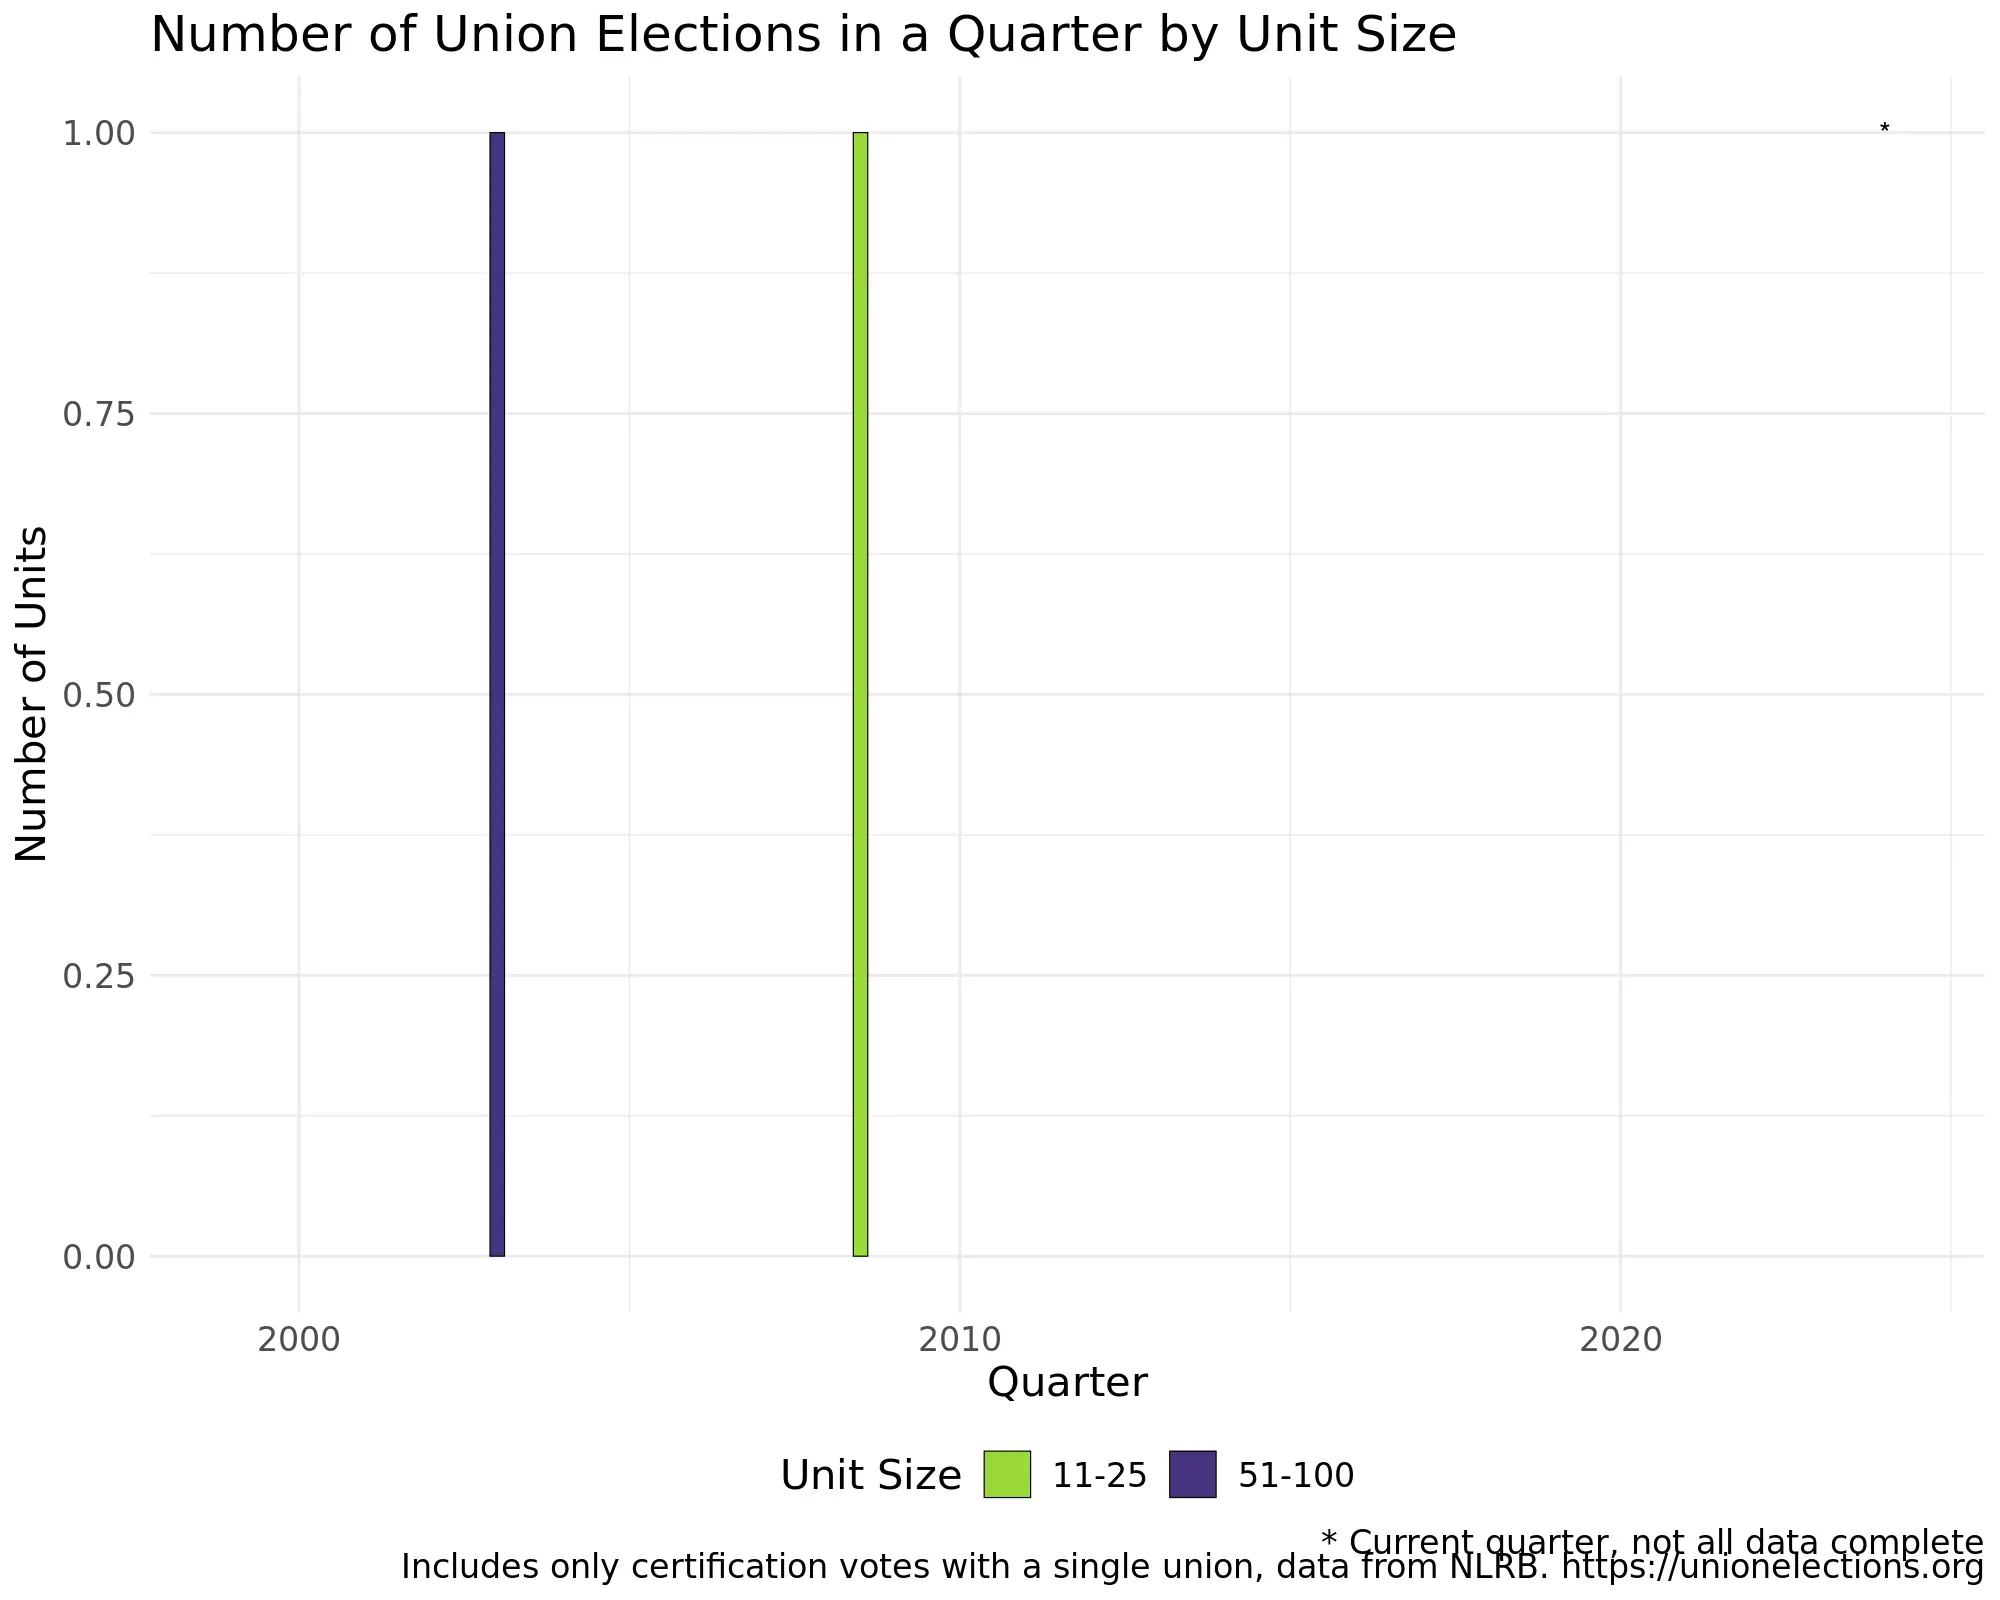 Number of Union Elections in a Quarter by Unit Size
1.00
*
0.75
0.50
0.25
0.00
Number of Units
2000 2010 2020
Quarter
Unit Size 11-25 51-100
* Current quarter, not all data complete
Includes only certification votes with a single union, data from NLRB. https://unionelections.org